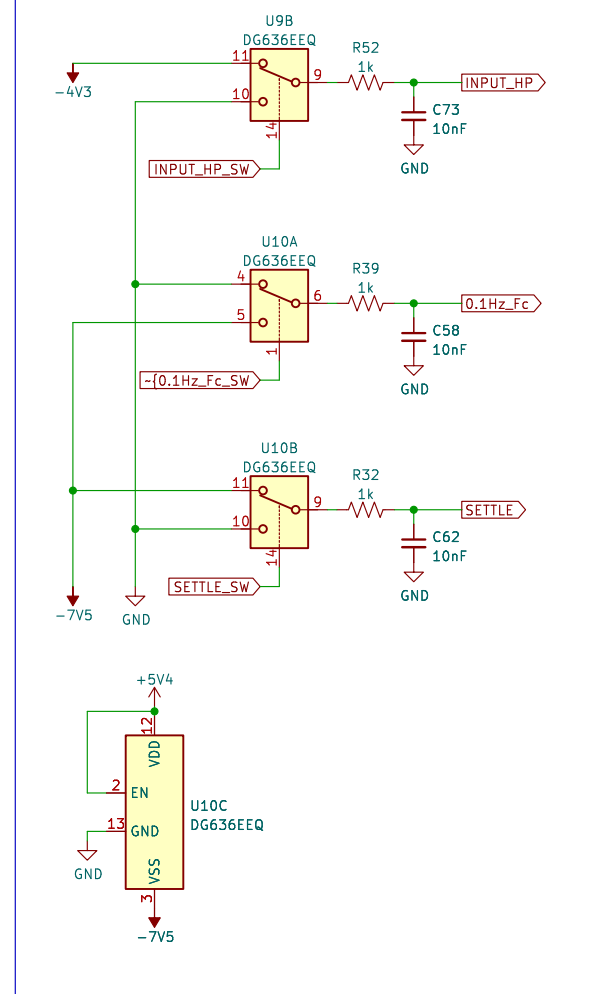 U9B
DG636EEQ
11
10
9
14
-4V3
R52
1k
INPUT_HP
C73
10nF
GND
INPUT_HP_SW
U10A
DG636EEQ
4
5
6
1
R39
1k
0.1Hz_Fc
C58
10nF
GND
~{0.1Hz_Fc_SW
U10B
DG636EEQ
11
10
9
14
R32
1k
SETTLE
C62
10nF
GND
SETTLE_SW
-7V5
GND
+5V4
12
VDD
2
EN
13
GND
GND
VSS
3
U10C
DG636EEQ
-7V5